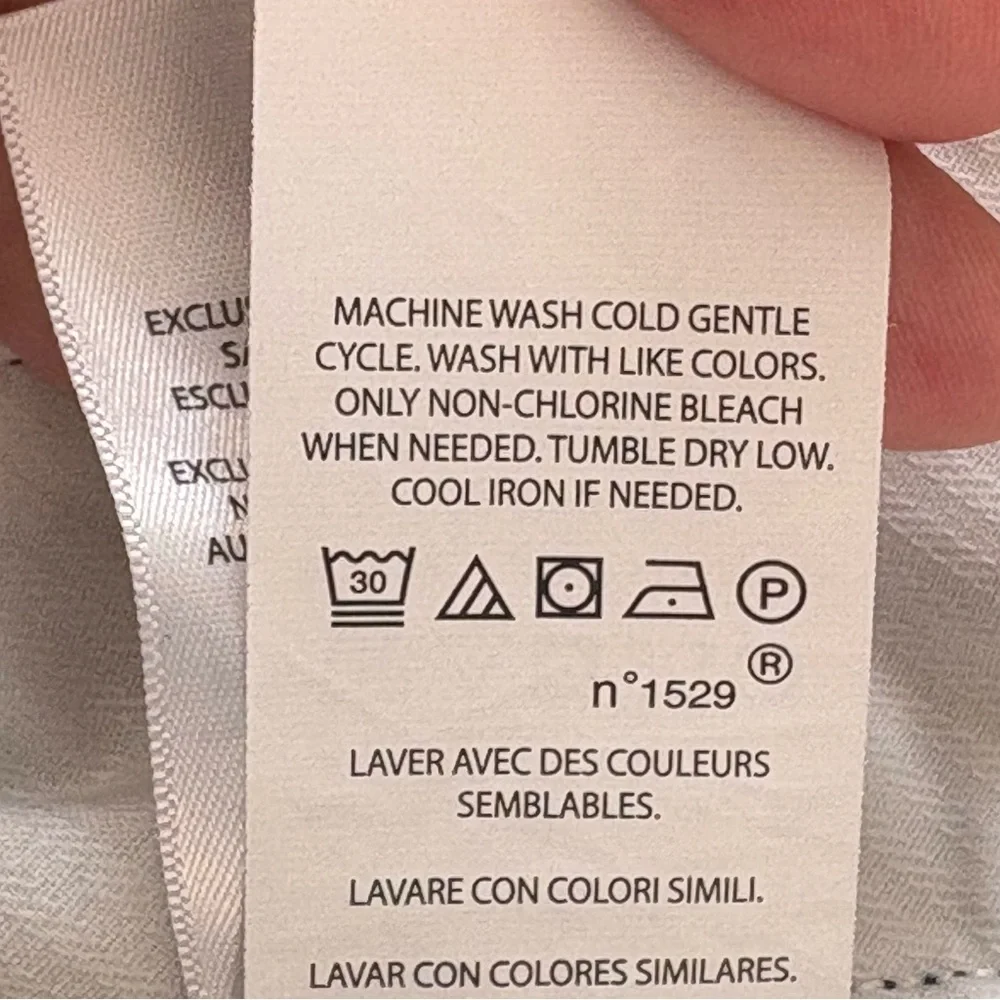 MACHINE WASH COLD GENTLE
CYCLE. WASH WITH LIKE COLORS.
ONLY NON-CHLORINE BLEACH
WHEN NEEDED. TUMBLE DRY LOW.
COOL IRON IF NEEDED.
30
P
n°1529 ®
LAVER AVEC DES COULEURS
SEMBLABLES.
LAVARE CON COLORI SIMILI.
LAVAR CON COLORES SIMILARES.